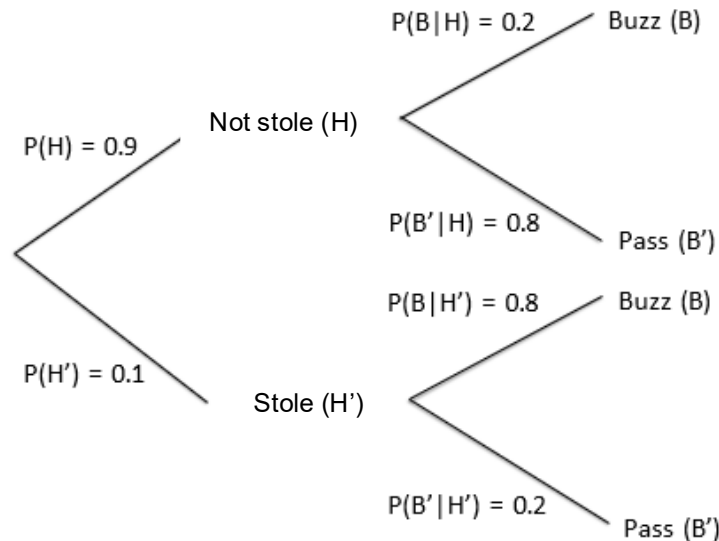 P(B|H) = 0.2
Buzz (B)
Not stole (H)
P(H) = 0.9
P(B′|H) = 0.8
Pass (B′)
P(B|H′) = 0.8
Buzz (B)
P(H′) = 0.1
Stole (H’)
P(B′|H′) = 0.2
Pass (B′)